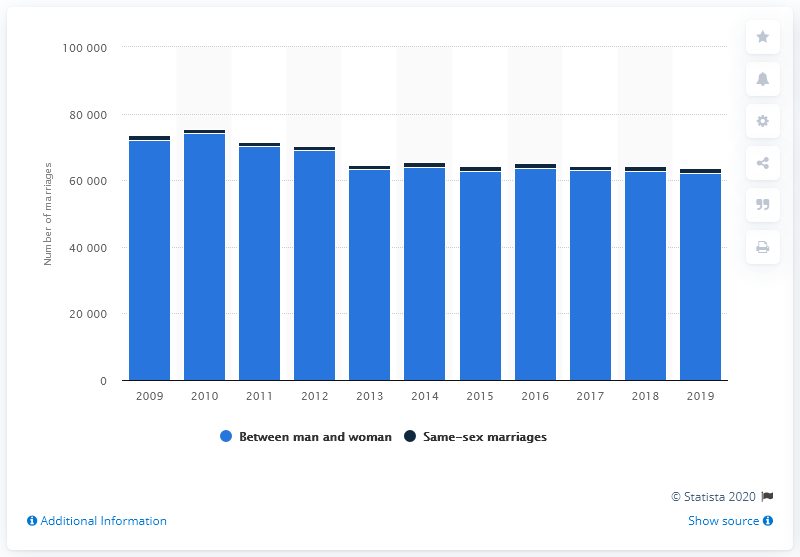 100 000
80 000
60 000
40 000
20 000
0
Number of marriages
2009 2010 2011 2012 2013 2014 2015 2016 2017 2018 2019
Between man and woman Same-sex marriages
© Statista 2020
Additional Information Show source